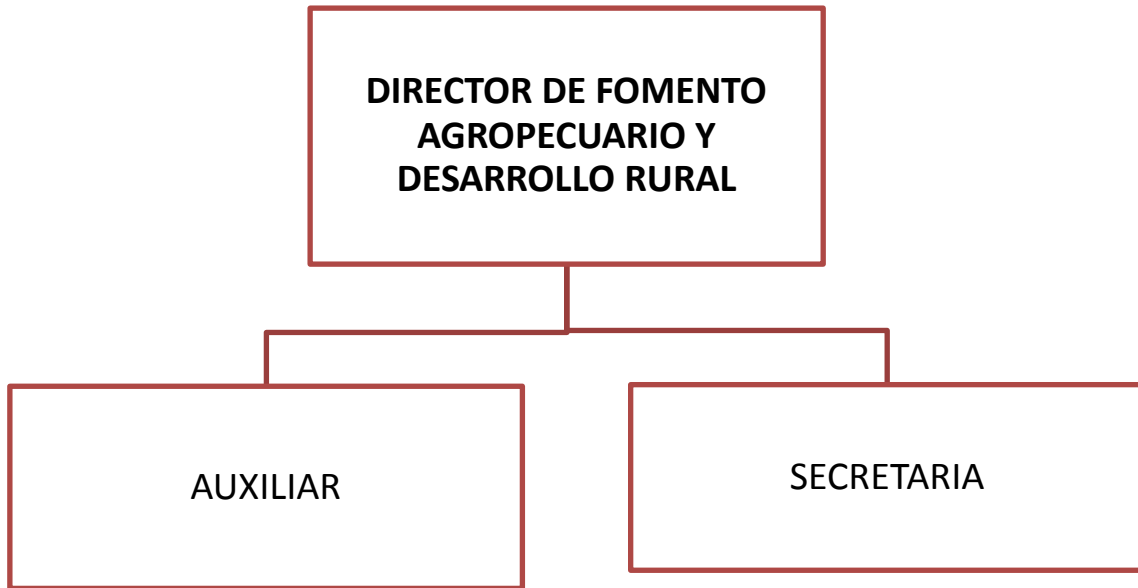 DIRECTOR DE FOMENTO
AGROPECUARIO Y
DESARROLLO RURAL
AUXILIAR
SECRETARIA